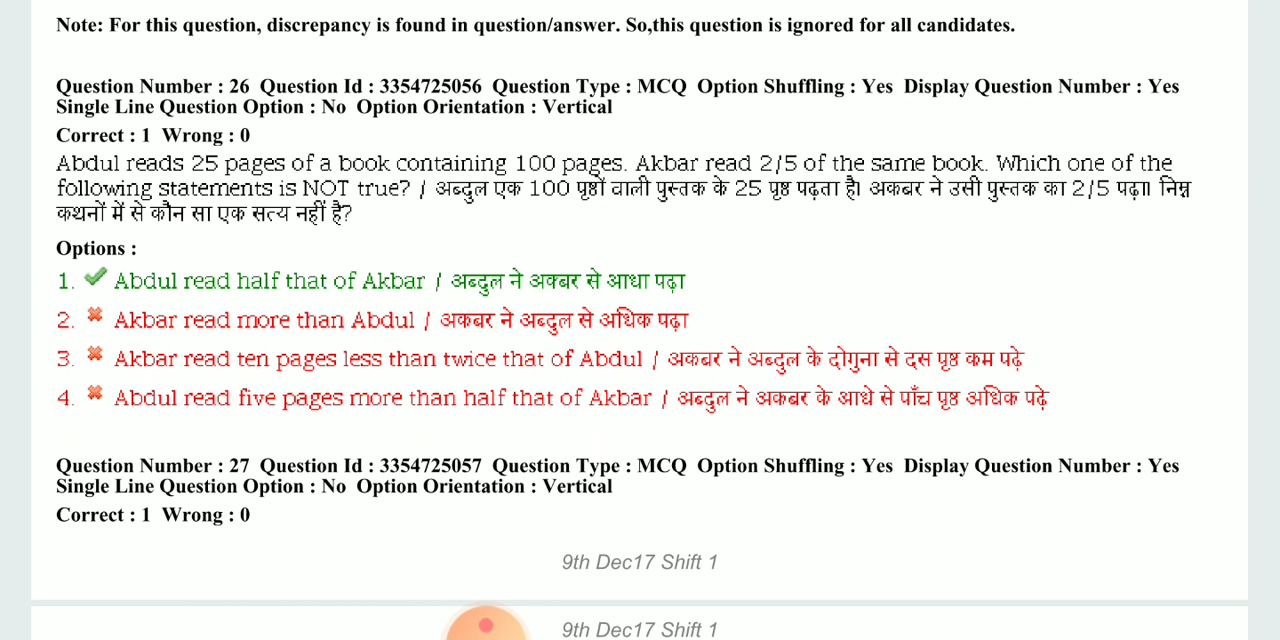 Note: For this question, discrepancy is found in question/answer. So,this question is ignored for all candidates.
Question Number : 26 Question Id : 3354725056 Question Type : MCQ Option Shuffling : Yes Display Question Number : Yes
Single Line Question Option : No Option Orientation : Vertical
Correct : 1 Wrong : 0
Abdul reads 25 pages of a book containing 100 pages. Akbar read 2/5 of the same book. Which one of the
following statements is NOT true? / अब्दुल एक 100 पृष्ठों वाली पुस्तक के 25 पृष्ठ पढ़ता है। अकबर ने उसी पुस्तक का 2/5 पढ़ा। निम्न
कथनों में से कौन सा एक सत्य नहीं है?
Options :
1. Abdul read half that of Akbar / अब्दुल ने अकबर से आधा पढ़ा
2. Akbar read more than Abdul / अकबर ने अब्दुल से अधिक पढ़ा
3. Akbar read ten pages less than twice that of Abdul / अकबर ने अब्दुल के दोगुना से दस पृष्ठ कम पढ़े
4. Abdul read five pages more than half that of Akbar / अब्दुल ने अकबर के आधे से पाँच पृष्ठ अधिक पढ़े
Question Number : 27 Question Id : 3354725057 Question Type : MCQ Option Shuffling : Yes Display Question Number : Yes
Single Line Question Option : No Option Orientation : Vertical
Correct : 1 Wrong : 0
9th Dec17 Shift 1
9th Dec17 Shift 1